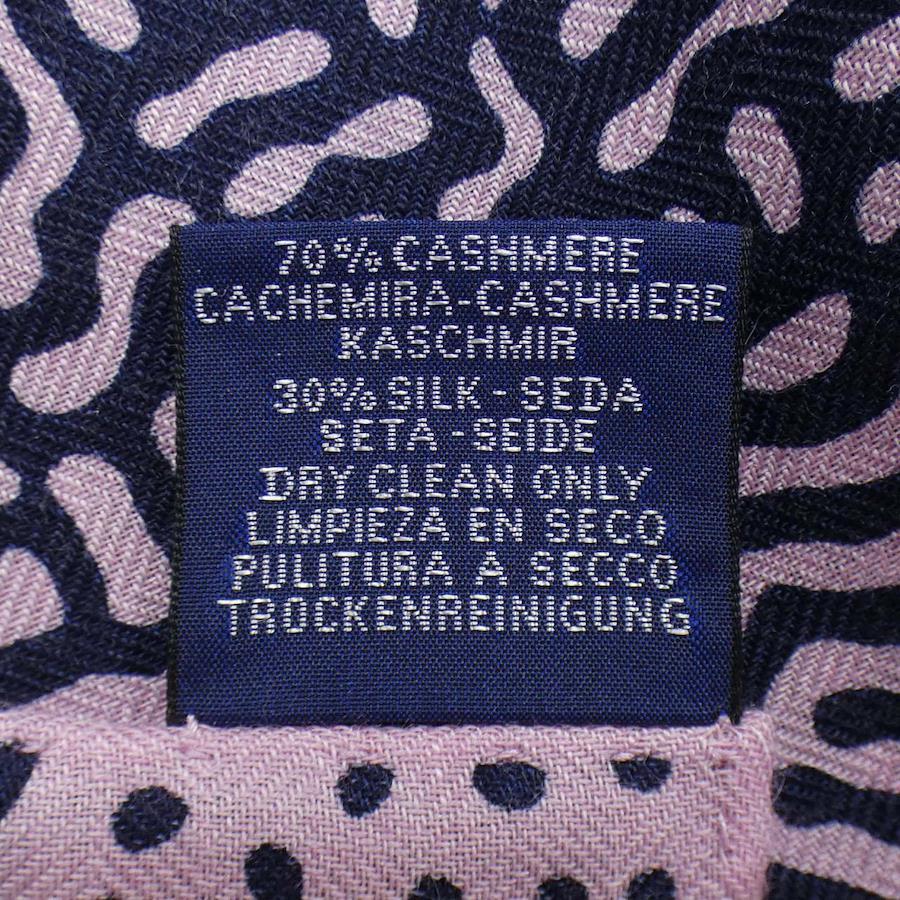 70% CASHMERE
CACHEMIRA-CASHMERE
KASCHMIR
30% SILK - SEDA
SETA - SEIDE
DRY CLEAN ONLY
LIMPIEZA EN SECO
PULITURA A SECCO
TROCKENREINIGUNG